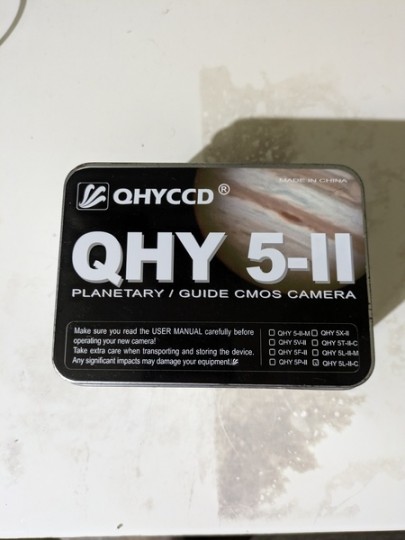 MADE IN CHINA
QHYCCD®
QHY 5-II
PLANETARY / GUIDE CMOS CAMERA
Make sure you read the USER MANUAL carefully before
operating your new camera!
Take extra care when transporting and storing the device.
Any significant impacts may damage your equipment.
QHY 5-II-M QHY 5X-II
QHY 5V-II QHY 5T-II-C
QHY 5F-II QHY 5L-II-M
QHY 5P-II QHY 5L-II-C